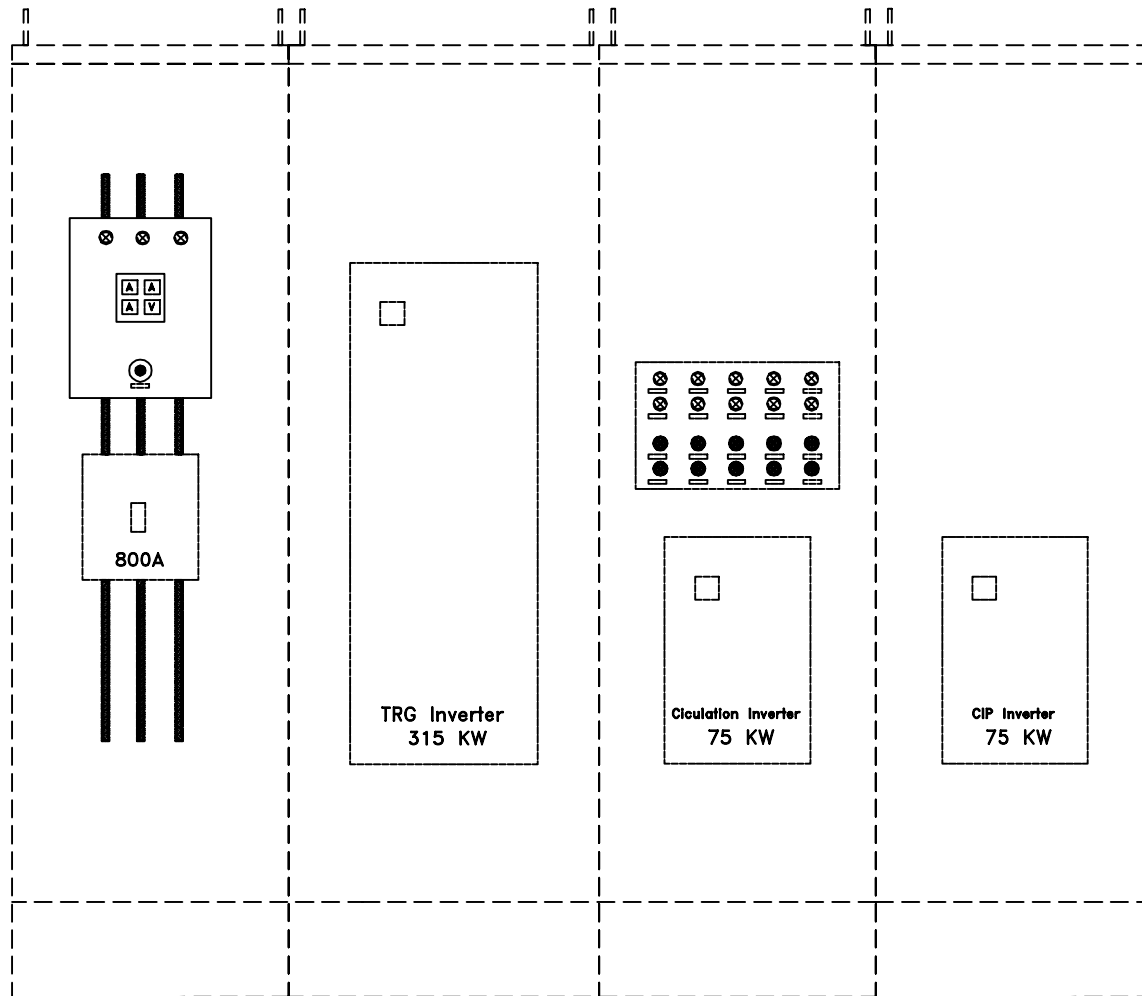 A A
A V
800A
TRG Inverter
315 KW
Ciculation Inverter
75 KW
CIP Inverter
75 KW